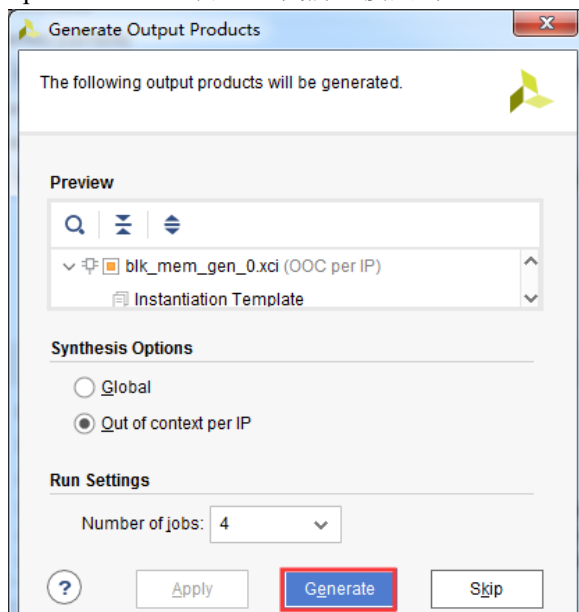 Generate Output Products
The following output products will be generated.
Preview
blk_mem_gen_0.xci (OOC per IP)
Instantiation Template
Synthesis Options
Global
Out of context per IP
Run Settings
Number of jobs: 4
? Apply Generate Skip